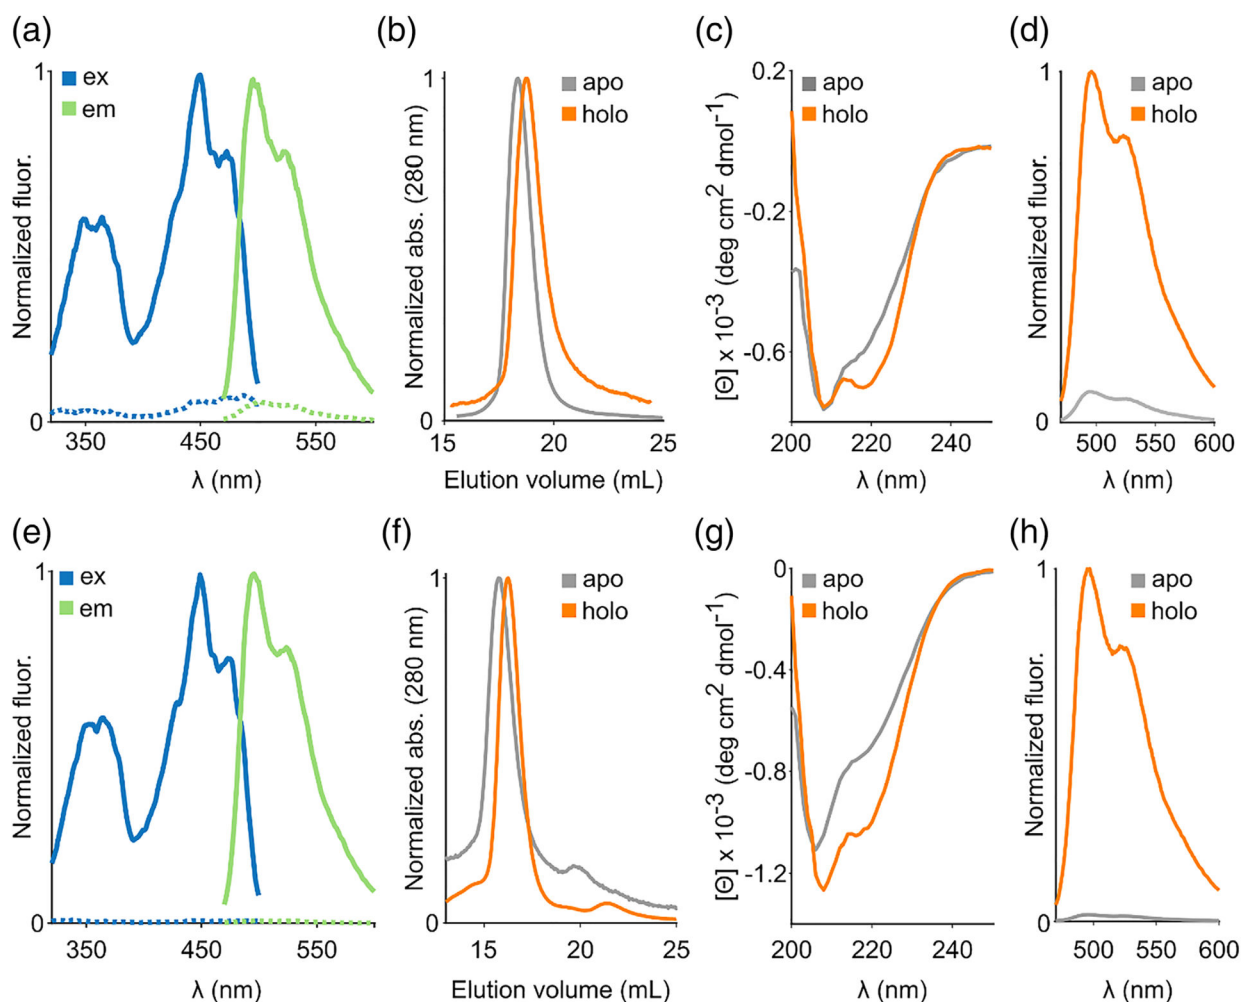 (a)
(b)
(c)
(d)
1
ex
em
Normalized fluor.
0
350
450
550
λ (nm)
1
apo
holo
Normalized abs. (280 nm)
0
15
20
25
Elution volume (mL)
0.2
-0.2
-0.6
apo
holo
[Θ] x 10⁻³ (deg cm² dmol⁻¹)
200
220
240
λ (nm)
1
apo
holo
Normalized fluor.
0
500
550
600
λ (nm)
(e)
(f)
(g)
(h)
1
ex
em
Normalized fluor.
0
350
450
550
λ (nm)
1
apo
holo
Normalized abs. (280 nm)
0
15
20
25
Elution volume (mL)
0
-0.4
-0.8
-1.2
apo
holo
[Θ] x 10⁻³ (deg cm² dmol⁻¹)
200
220
240
λ (nm)
1
apo
holo
Normalized fluor.
0
500
550
600
λ (nm)